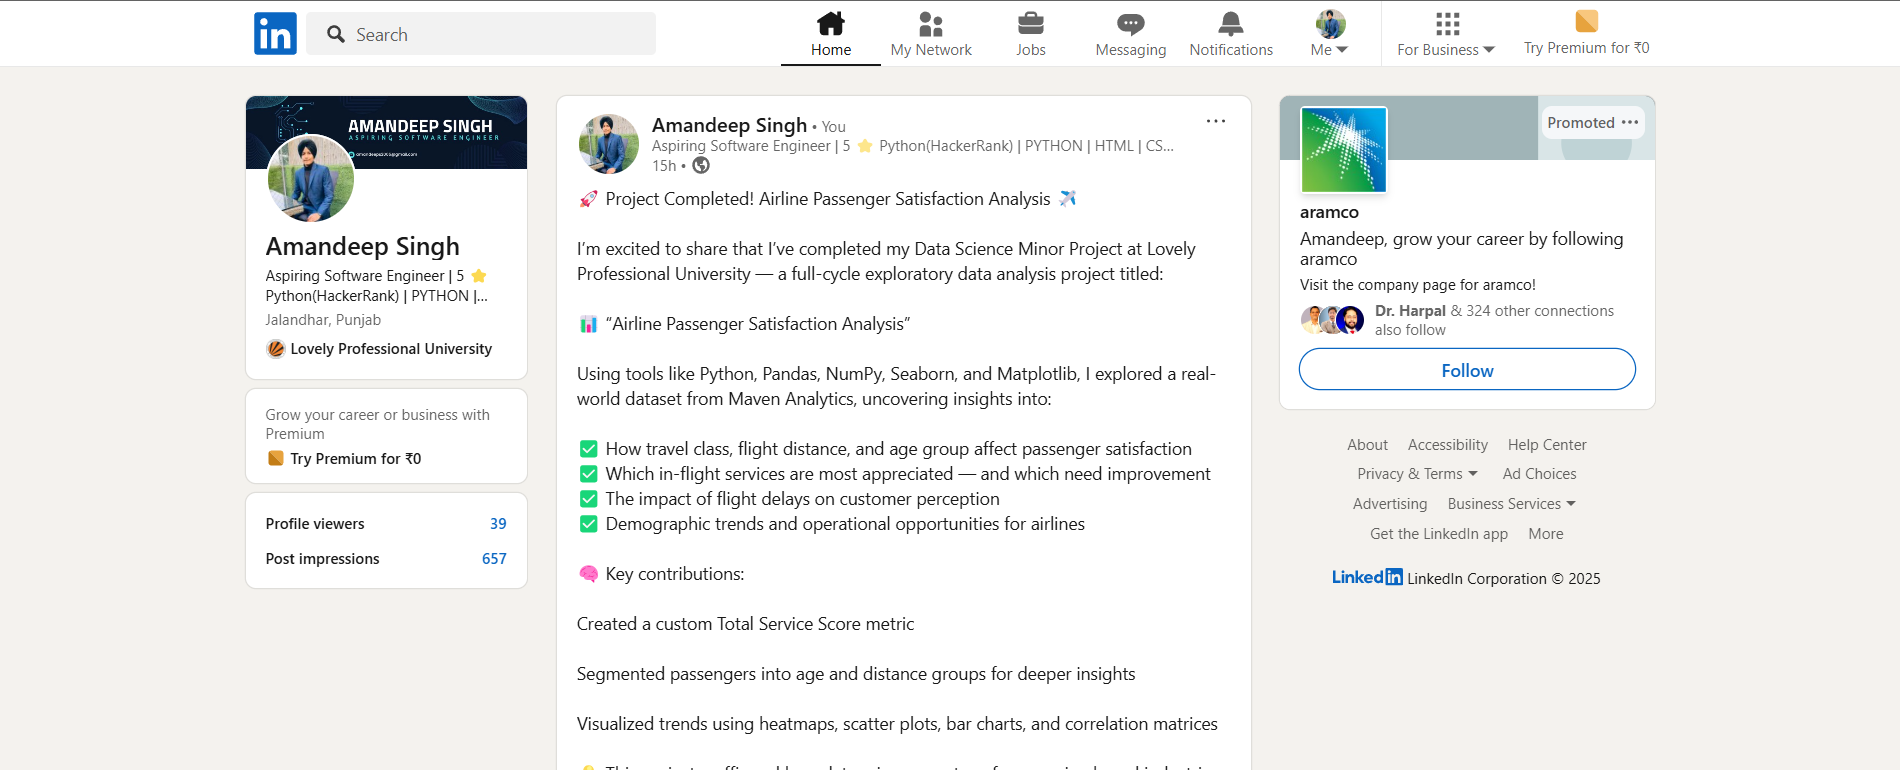 in
Search
Home
My Network
Jobs
Messaging
Notifications
Me
For Business
Try Premium for ₹0
AMANDEEP SINGH
ASPIRING SOFTWARE ENGINEER
Amandeep Singh
Aspiring Software Engineer | 5 ⭐
Python(HackerRank) | PYTHON |...
Jalandhar, Punjab
Lovely Professional University
Grow your career or business with
Premium
Try Premium for ₹0
Profile viewers 39
Post impressions 657
Amandeep Singh • You
Aspiring Software Engineer | 5 ⭐ Python(HackerRank) | PYTHON | HTML | CS...
15h •
🚀 Project Completed! Airline Passenger Satisfaction Analysis ✈️
I’m excited to share that I’ve completed my Data Science Minor Project at Lovely
Professional University — a full-cycle exploratory data analysis project titled:
📊 “Airline Passenger Satisfaction Analysis”
Using tools like Python, Pandas, NumPy, Seaborn, and Matplotlib, I explored a real-
world dataset from Maven Analytics, uncovering insights into:
✅ How travel class, flight distance, and age group affect passenger satisfaction
✅ Which in-flight services are most appreciated — and which need improvement
✅ The impact of flight delays on customer perception
✅ Demographic trends and operational opportunities for airlines
🧠 Key contributions:
Created a custom Total Service Score metric
Segmented passengers into age and distance groups for deeper insights
Visualized trends using heatmaps, scatter plots, bar charts, and correlation matrices
Promoted
aramco
Amandeep, grow your career by following
aramco
Visit the company page for aramco!
Dr. Harpal & 324 other connections
also follow
Follow
About Accessibility Help Center
Privacy & Terms Ad Choices
Advertising Business Services
Get the LinkedIn app More
LinkedIn LinkedIn Corporation © 2025